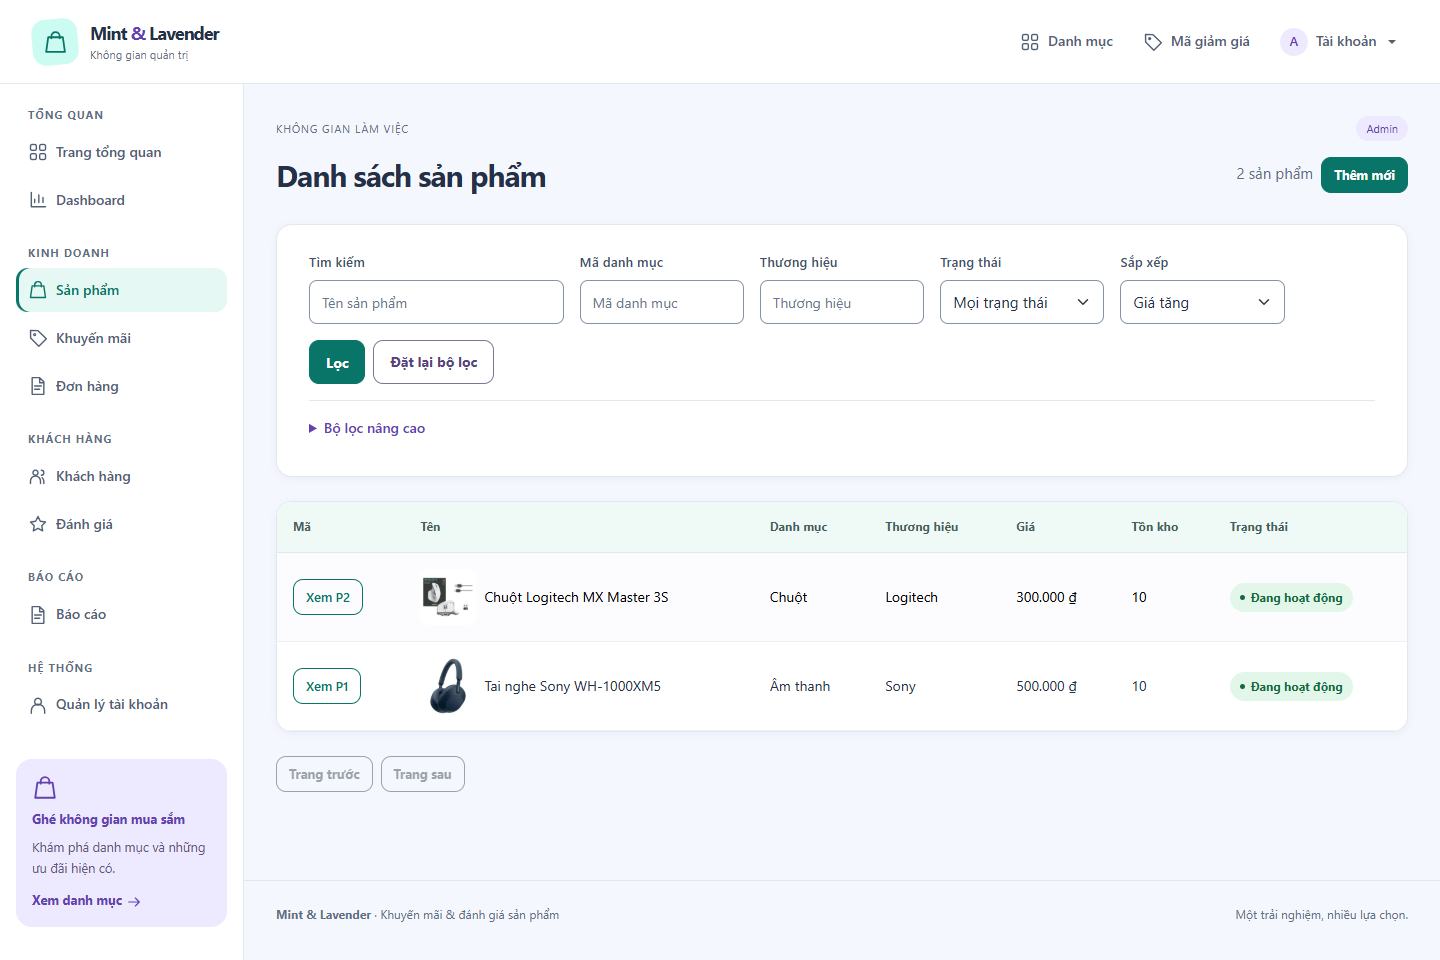 Mint & Lavender
Không gian quản trị
Danh mục
Mã giảm giá
A
Tài khoản
TỔNG QUAN
Trang tổng quan
Dashboard
KINH DOANH
Sản phẩm
Khuyến mãi
Đơn hàng
KHÁCH HÀNG
Khách hàng
Đánh giá
BÁO CÁO
Báo cáo
HỆ THỐNG
Quản lý tài khoản
Ghé không gian mua sắm
Khám phá danh mục và những
ưu đãi hiện có.
Xem danh mục →
KHÔNG GIAN LÀM VIỆC
Admin
Danh sách sản phẩm
2 sản phẩm
Thêm mới
Tìm kiếm Mã danh mục Thương hiệu Trạng thái Sắp xếp
Tên sản phẩm Mã danh mục Thương hiệu Mọi trạng thái Giá tăng
Lọc Đặt lại bộ lọc
Bộ lọc nâng cao
Mã Tên Danh mục Thương hiệu Giá Tồn kho Trạng thái
Xem P2 Chuột Logitech MX Master 3S Chuột Logitech 300.000 ₫ 10 Đang hoạt động
Xem P1 Tai nghe Sony WH-1000XM5 Âm thanh Sony 500.000 ₫ 10 Đang hoạt động
Trang trước Trang sau
Mint & Lavender · Khuyến mãi & đánh giá sản phẩm
Một trải nghiệm, nhiều lựa chọn.